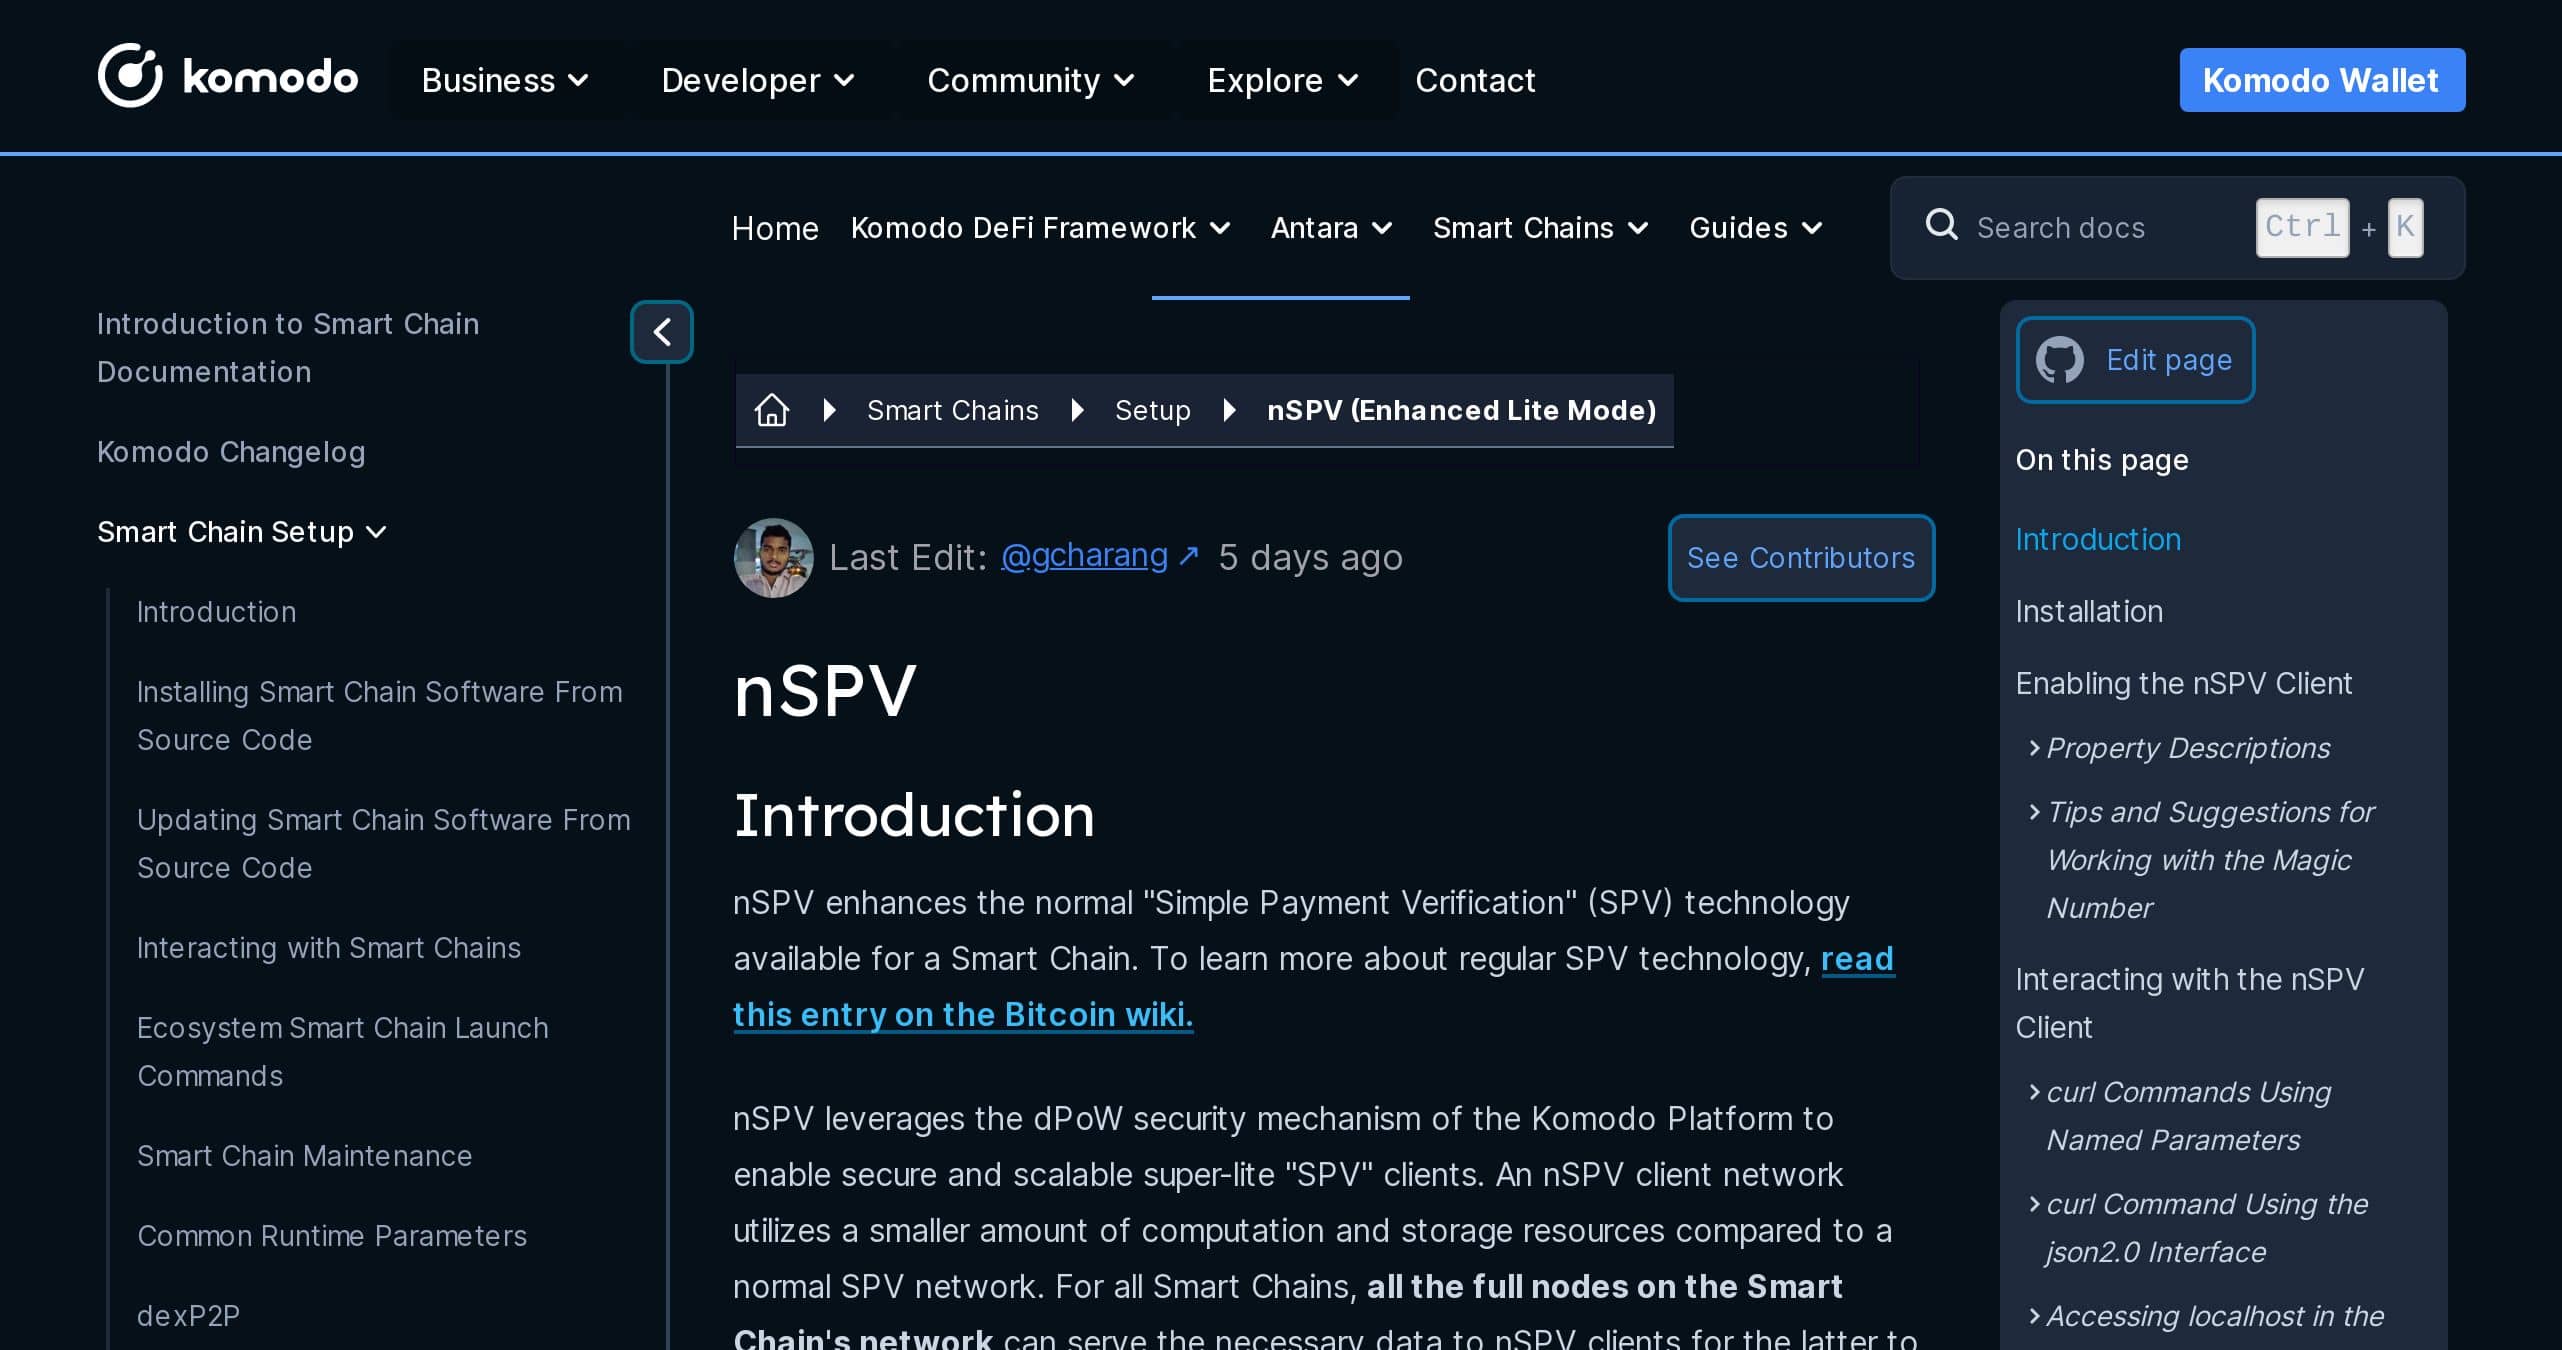 komodo
Business
Developer
Community
Explore
Contact
Komodo Wallet
Home
Komodo DeFi Framework
Antara
Smart Chains
Guides
Search docs
Ctrl + K
Introduction to Smart Chain
Documentation
Komodo Changelog
Smart Chain Setup
Introduction
Installing Smart Chain Software From
Source Code
Updating Smart Chain Software From
Source Code
Interacting with Smart Chains
Ecosystem Smart Chain Launch
Commands
Smart Chain Maintenance
Common Runtime Parameters
dexP2P
Smart Chains
Setup
nSPV (Enhanced Lite Mode)
Last Edit: @gcharang ↗ 5 days ago
See Contributors
nSPV
Introduction
nSPV enhances the normal "Simple Payment Verification" (SPV) technology
available for a Smart Chain. To learn more about regular SPV technology, read
this entry on the Bitcoin wiki.
nSPV leverages the dPoW security mechanism of the Komodo Platform to
enable secure and scalable super-lite "SPV" clients. An nSPV client network
utilizes a smaller amount of computation and storage resources compared to a
normal SPV network. For all Smart Chains, all the full nodes on the Smart
Chain's network can serve the necessary data to nSPV clients for the latter to
Edit page
On this page
Introduction
Installation
Enabling the nSPV Client
Property Descriptions
Tips and Suggestions for
Working with the Magic
Number
Interacting with the nSPV
Client
curl Commands Using
Named Parameters
curl Command Using the
json2.0 Interface
Accessing localhost in the